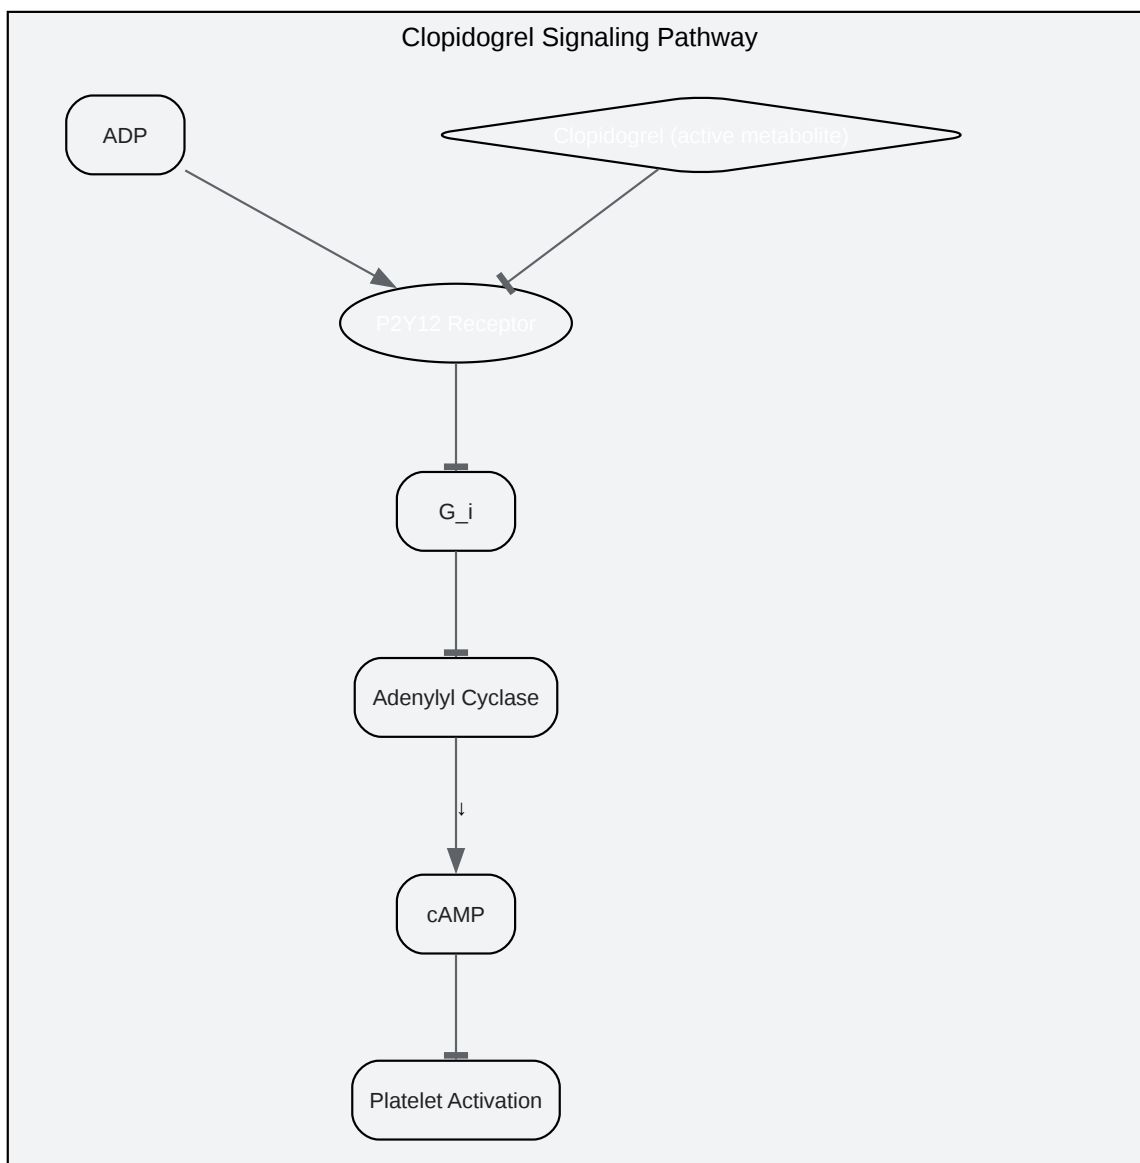 Clopidogrel Signaling Pathway
ADP
Clopidogrel (active metabolite)
P2Y12 Receptor
G_i
Adenylyl Cyclase
↓
cAMP
Platelet Activation